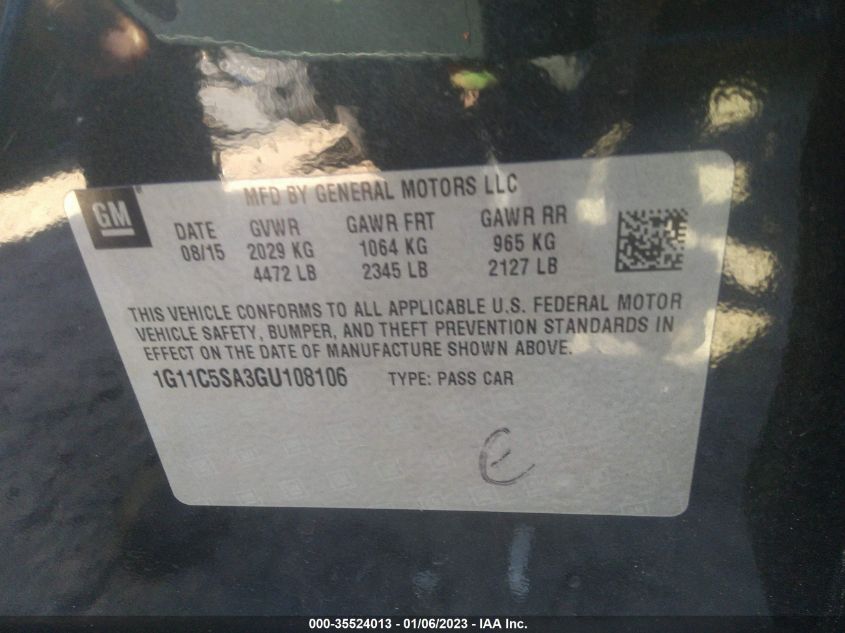 MFD BY GENERAL MOTORS LLC
GM
DATE GVWR GAWR FRT GAWR RR
08/15 2029 KG 1064 KG 965 KG
4472 LB 2345 LB 2127 LB
THIS VEHICLE CONFORMS TO ALL APPLICABLE U.S. FEDERAL MOTOR
VEHICLE SAFETY, BUMPER, AND THEFT PREVENTION STANDARDS IN
EFFECT ON THE DATE OF MANUFACTURE SHOWN ABOVE.
1G11C5SA3GU108106 TYPE: PASS CAR
E
000-35524013 - 01/06/2023 - IAA Inc.